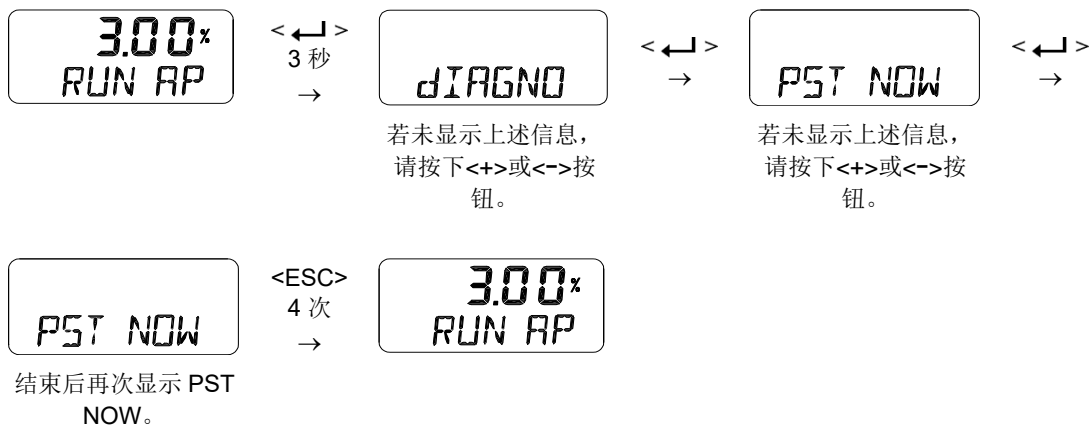 3.00%
RUN AP
<↵>
3 秒
→
dIAGNO
若未显示上述信息，
请按下<+>或<->按
钮。
<↵>
→
PST NOW
若未显示上述信息，
请按下<+>或<->按
钮。
<↵>
→
PST NOW
结束后再次显示 PST
NOW。
<ESC>
4 次
→
3.00%
RUN AP